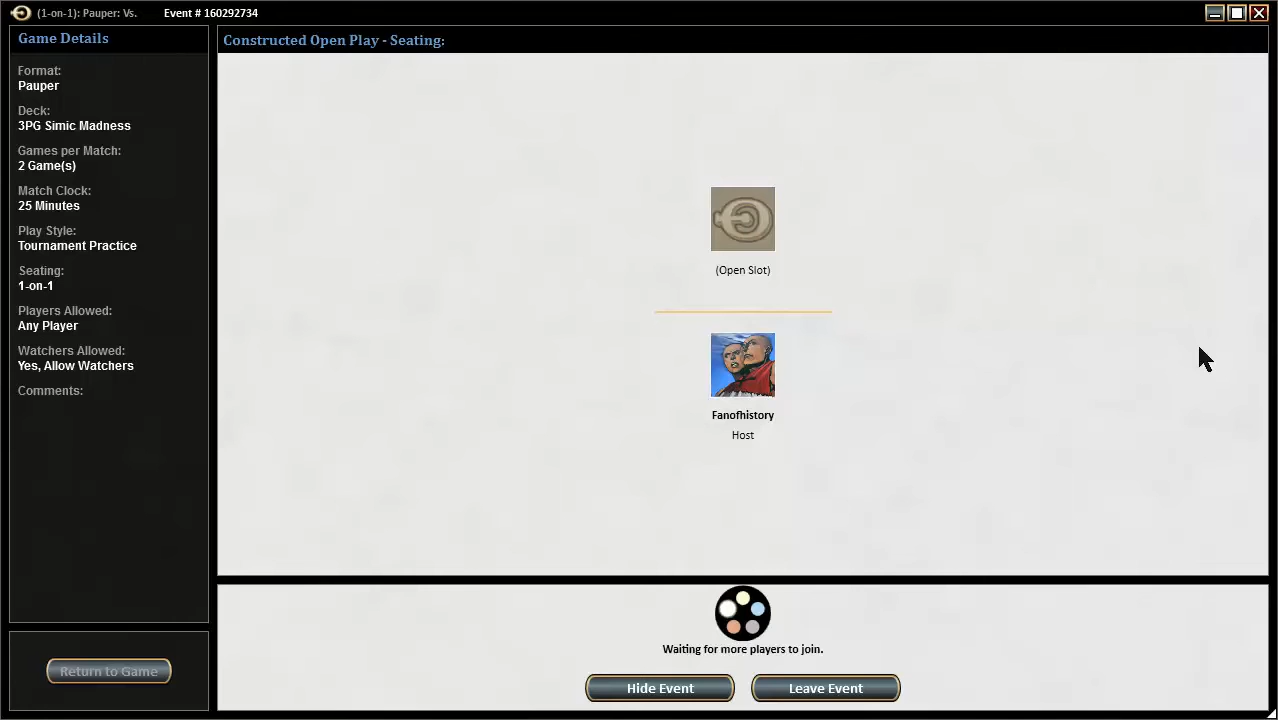 (1-on-1): Pauper: Vs. Event # 160292734
Game Details
Format:
Pauper
Deck:
3PG Simic Madness
Games per Match:
2 Game(s)
Match Clock:
25 Minutes
Play Style:
Tournament Practice
Seating:
1-on-1
Players Allowed:
Any Player
Watchers Allowed:
Yes, Allow Watchers
Comments:
Return to Game
Constructed Open Play - Seating:
(Open Slot)
Fanofhistory
Host
Waiting for more players to join.
Hide Event Leave Event